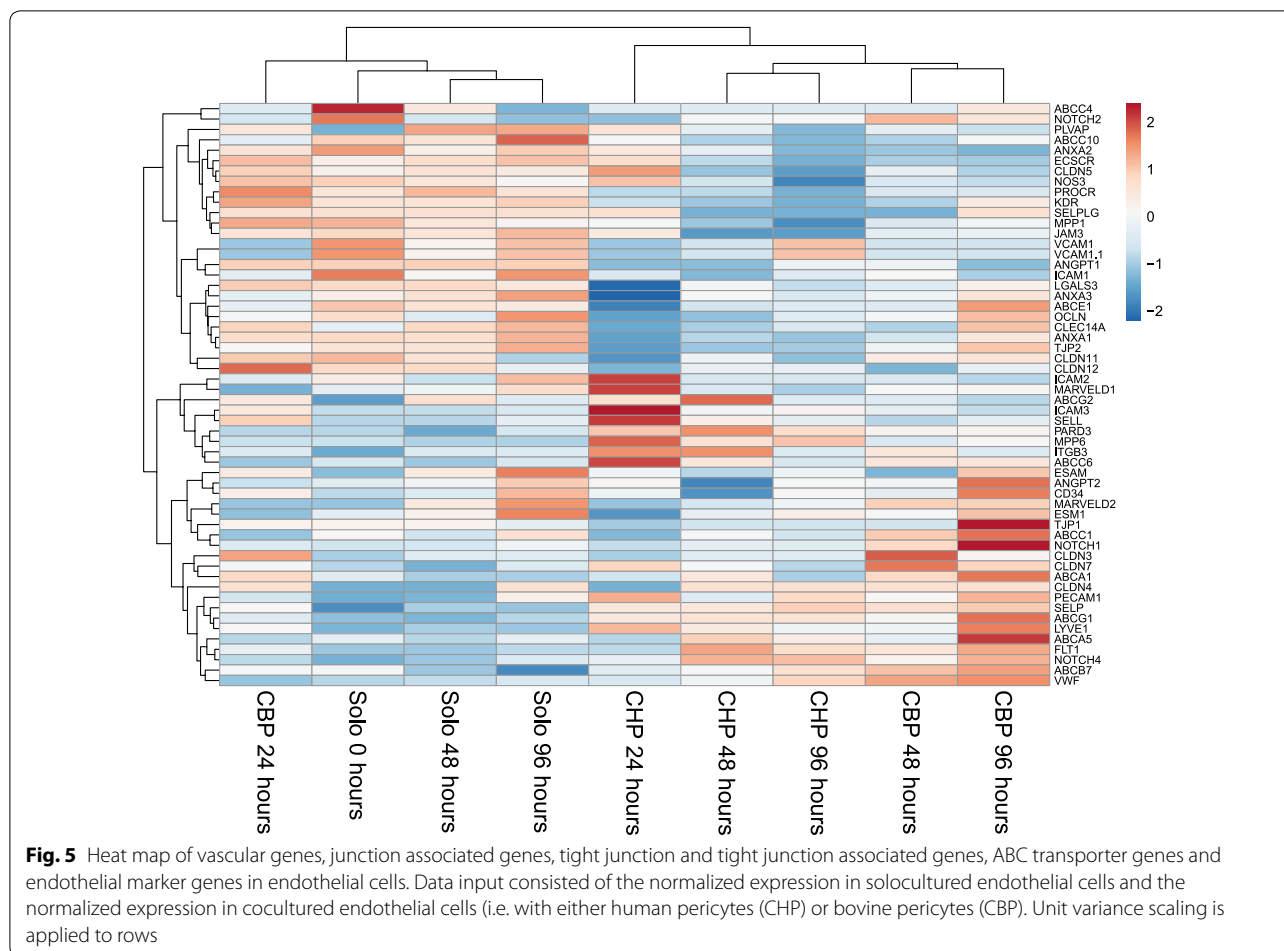 ABCC4
NOTCH2
PLVAP
ABCC10
ANXA2
ECSCR
CLDN5
NOS3
PROCR
KDR
SELPLG
MPP1
JAM3
VCAM1
VCAM1.1
ANGPT1
ICAM1
LGALS3
ANXA3
ABCE1
OCLN
CLEC14A
ANXA1
TJP2
CLDN11
CLDN12
ICAM2
MARVELD1
ABCG2
ICAM3
SELL
PARD3
MPP6
ITGB3
ABCC6
ESAM
ANGPT2
CD34
MARVELD2
ESM1
TJP1
ABCC1
NOTCH1
CLDN3
CLDN7
ABCA1
CLDN4
PECAM1
SELP
ABCG1
LYVE1
ABCA5
FLT1
NOTCH4
ABCB7
VWF
2
1
0
−1
−2
CBP 24 hours
Solo 0 hours
Solo 48 hours
Solo 96 hours
CHP 24 hours
CHP 48 hours
CHP 96 hours
CBP 48 hours
CBP 96 hours
Fig. 5 Heat map of vascular genes, junction associated genes, tight junction and tight junction associated genes, ABC transporter genes and
endothelial marker genes in endothelial cells. Data input consisted of the normalized expression in solocultured endothelial cells and the
normalized expression in cocultured endothelial cells (i.e. with either human pericytes (CHP) or bovine pericytes (CBP). Unit variance scaling is
applied to rows